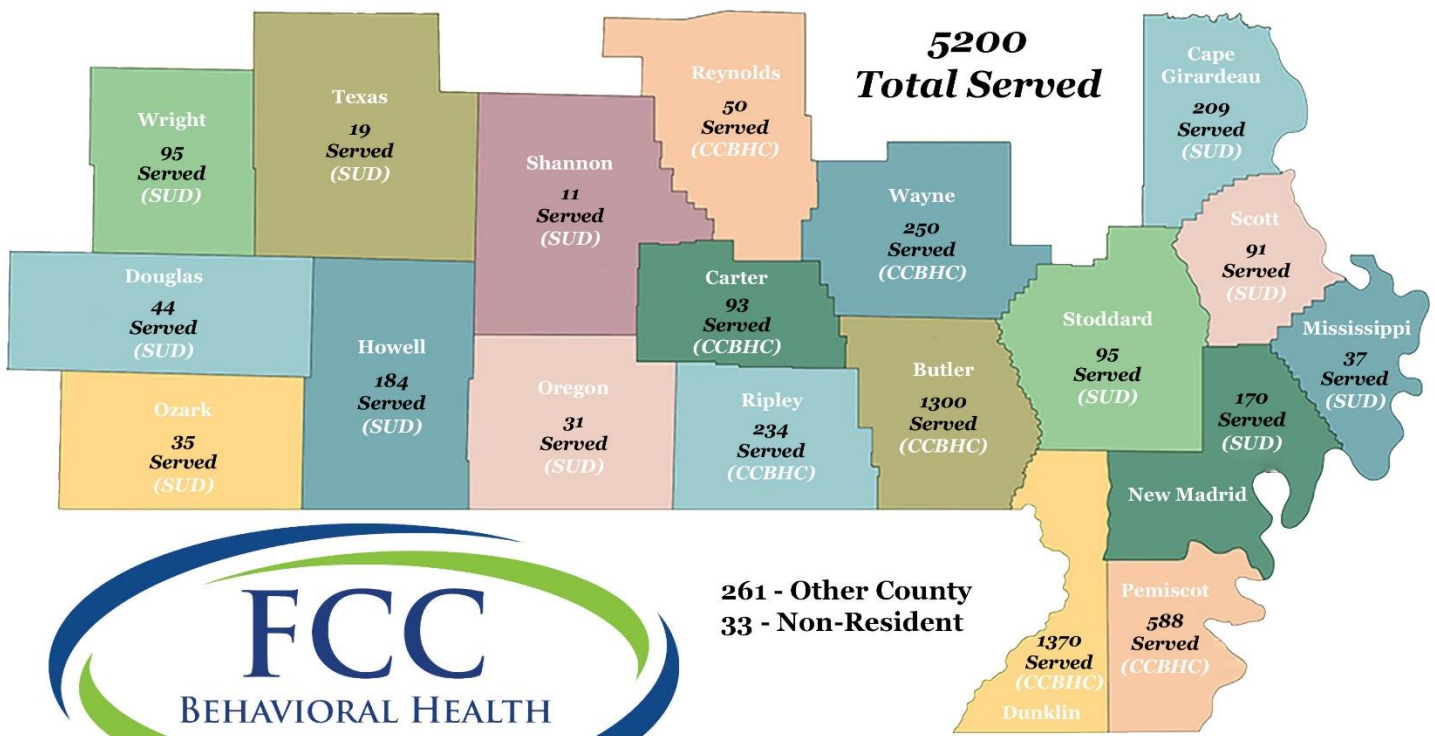 5200
Total Served
Wright
95
Served
(SUD)
Texas
19
Served
(SUD)
Shannon
11
Served
(SUD)
Reynolds
50
Served
(CCBHC)
Wayne
250
Served
(CCBHC)
Cape
Girardeau
209
Served
(SUD)
Scott
91
Served
(SUD)
Mississippi
37
Served
(SUD)
Douglas
44
Served
(SUD)
Howell
184
Served
(SUD)
Carter
93
Served
(CCBHC)
Stoddard
95
Served
(SUD)
Ozark
35
Served
(SUD)
Oregon
31
Served
(SUD)
Ripley
234
Served
(CCBHC)
Butler
1300
Served
(CCBHC)
170
Served
(SUD)
New Madrid
1370
Served
(CCBHC)
Dunklin
Pemiscot
588
Served
(CCBHC)
261 - Other County
33 - Non-Resident
FCC
BEHAVIORAL HEALTH